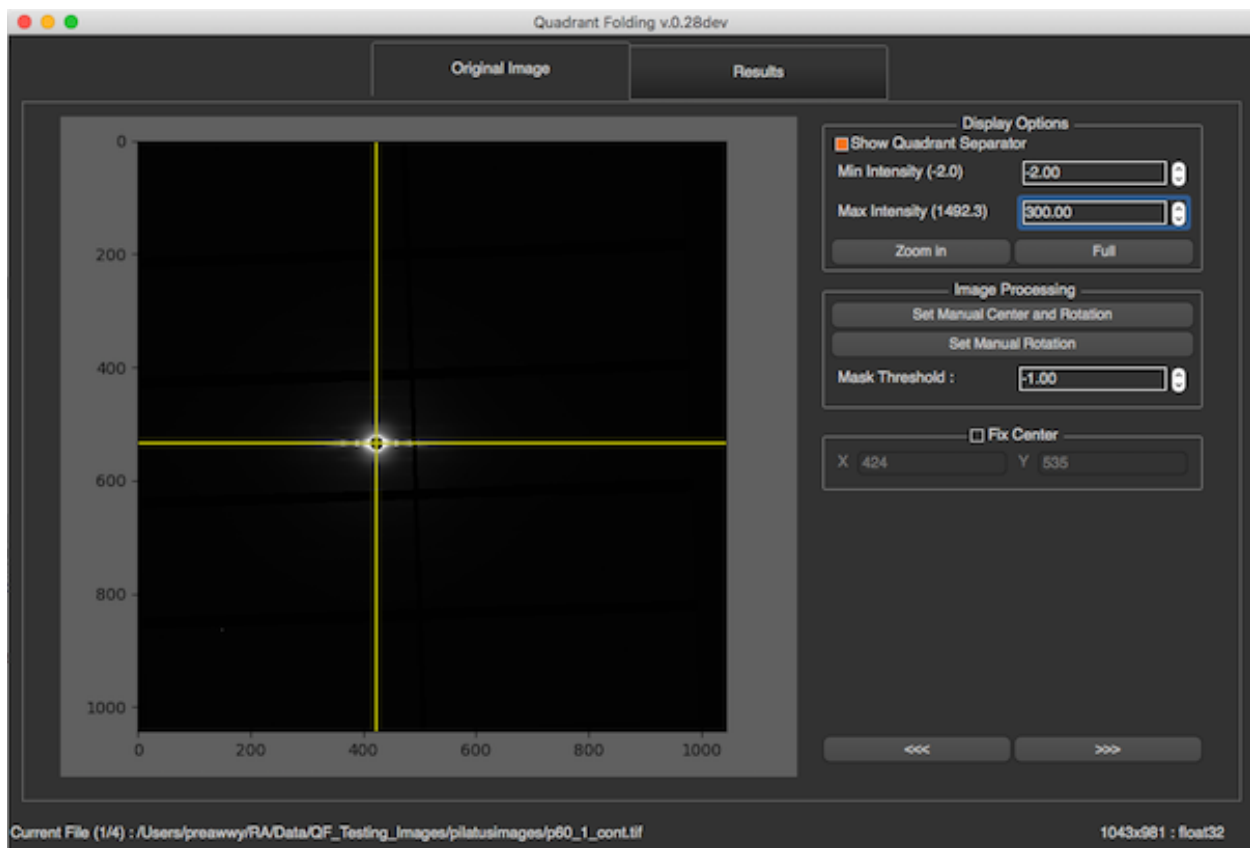 Quadrant Folding v.0.28dev
Original Image
Results
0
200
400
600
800
1000
0
200
400
600
800
1000
Display Options
Show Quadrant Separator
Min Intensity (-2.0)
-2.00
Max Intensity (1492.3)
300.00
Zoom in
Full
Image Processing
Set Manual Center and Rotation
Set Manual Rotation
Mask Threshold :
-1.00
Fix Center
X 424
Y 535
<<<
>>>
Current File (1/4) : /Users/preawwy/RA/Data/QF_Testing_Images/pilatusimages/p60_1_cont.tif
1043x981 : float32